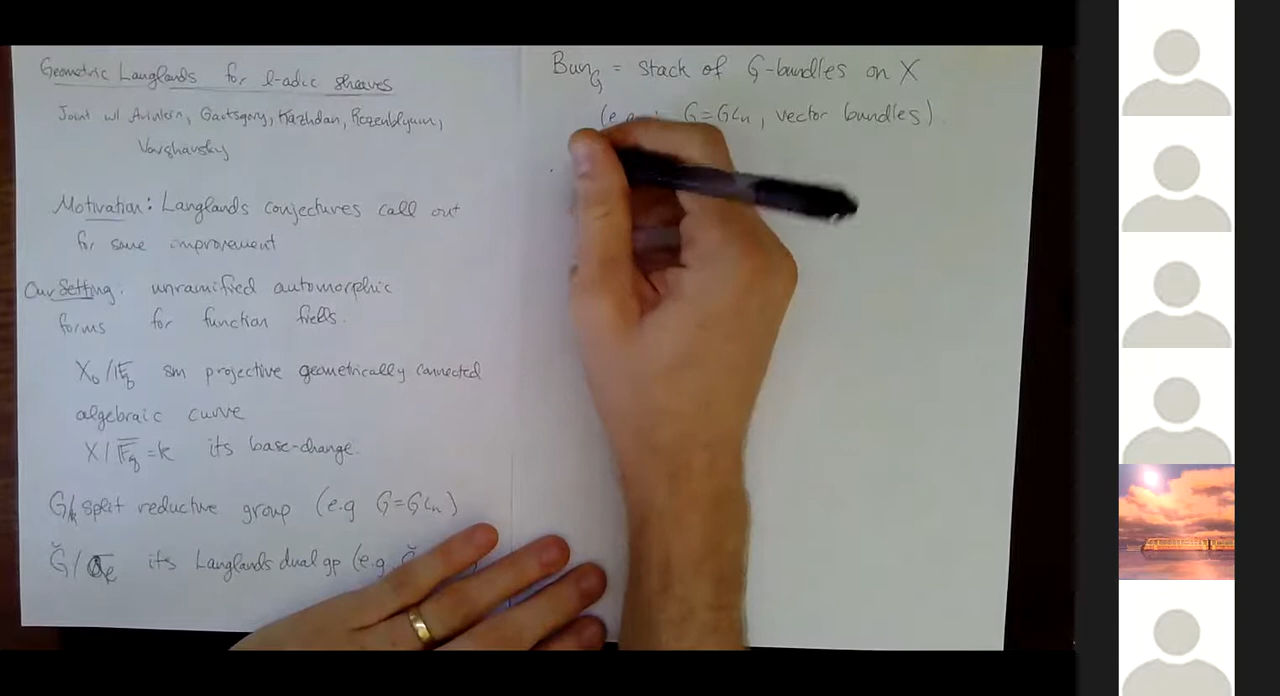 Geometric Langlands for l-adic sheaves
Joint w/ Arinkin, Gaitsgory, Kazhdan, Rozenblyum,
Varshavsky
Motivation: Langlands conjectures call out
for some improvement
Our Setting: unramified automorphic
forms for function fields.
X₀/𝔽_q sm projective geometrically connected
algebraic curve
X/\overline{𝔽_q} = k its base-change.
G/k split reductive group (e.g G=GLn)
Ğ/ its Langlands dual gp (e.g.
Bun_G = stack of G-bundles on X
G=GLn, vector bundles)